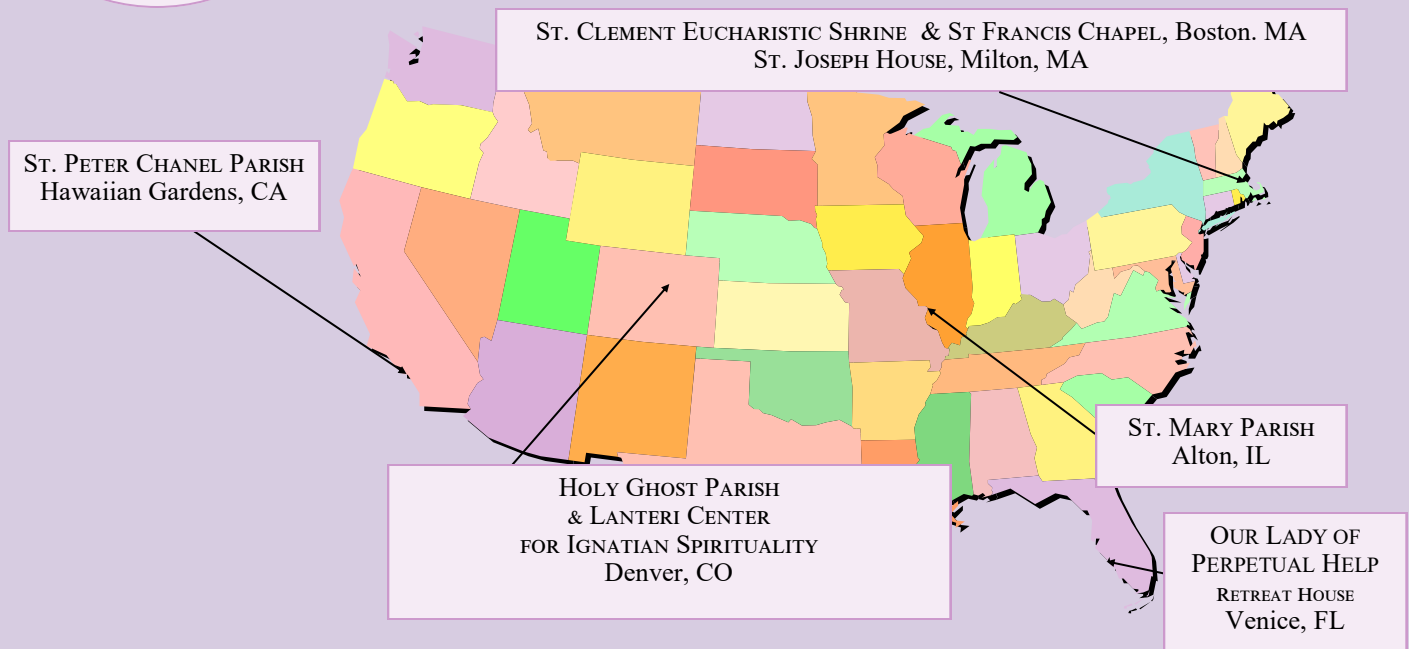 St. Clement Eucharistic Shrine & St Francis Chapel, Boston. MA
St. Joseph House, Milton, MA
St. Peter Chanel Parish
Hawaiian Gardens, CA
St. Mary Parish
Alton, IL
Holy Ghost Parish
& Lanteri Center
for Ignatian Spirituality
Denver, CO
Our Lady of
Perpetual Help
Retreat House
Venice, FL